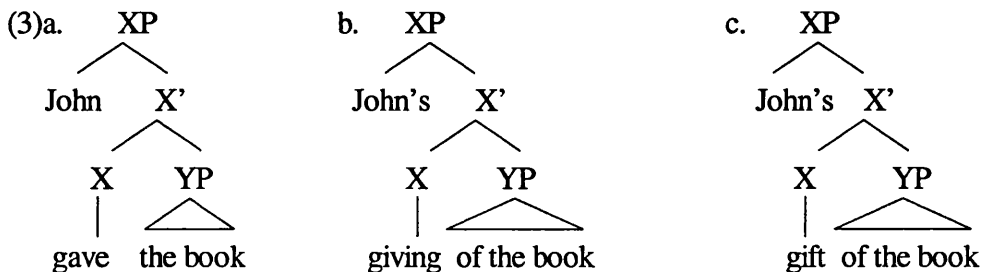 (3)a. XP b. XP c. XP
John X’ John’s X’ John’s X’
X YP X YP X YP
gave the book giving of the book gift of the book